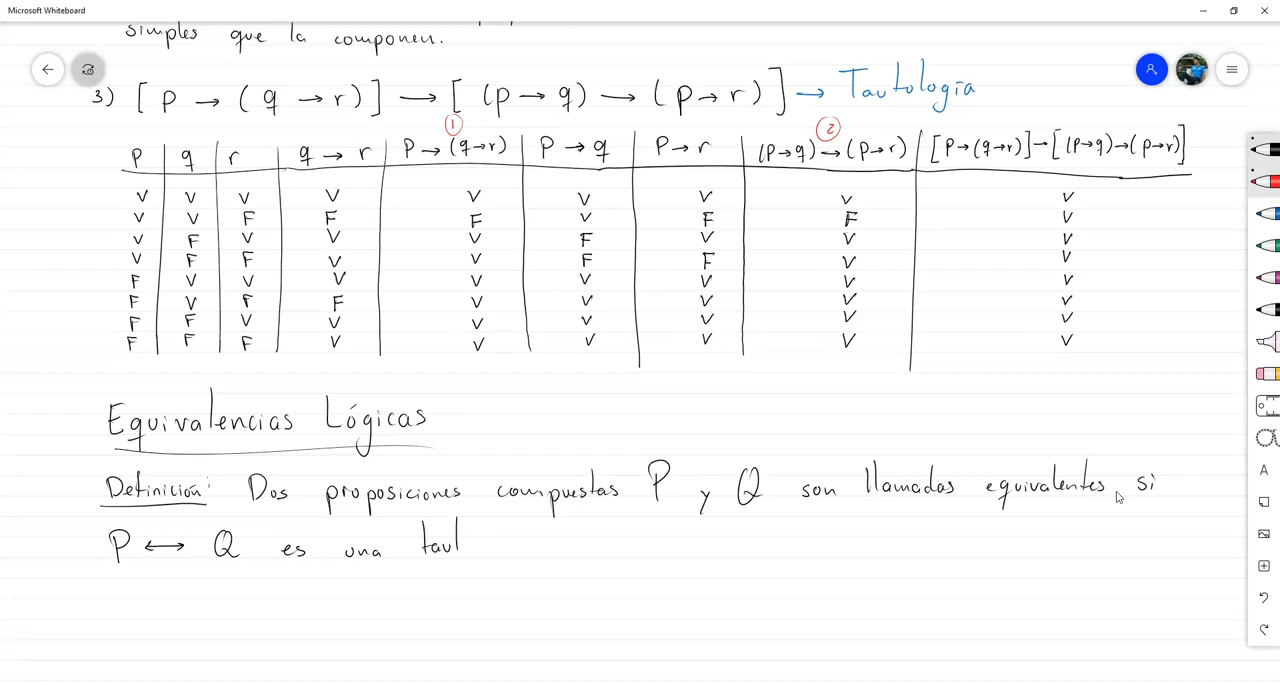 Microsoft Whiteboard
simples que la componen.
3) [ p → ( q → r ) ] → [ (p → q) → ( p → r ) ] → Tautología
① ②
p | q | r | q → r | p → (q → r) | p → q | p → r | (p → q) → (p → r) | [p → (q → r)] → [(p → q) → (p → r)]
V V V V V V V V V
V V F F F V F F V
V F V V V F V V V
V F F V V F F V V
F V V V V V V V V
F V F F V V V V V
F F V V V V V V V
F F F V V V V V V
Equivalencias Lógicas
Definición: Dos proposiciones compuestas P y Q son llamadas equivalentes, si
P ↔ Q es una taul
A